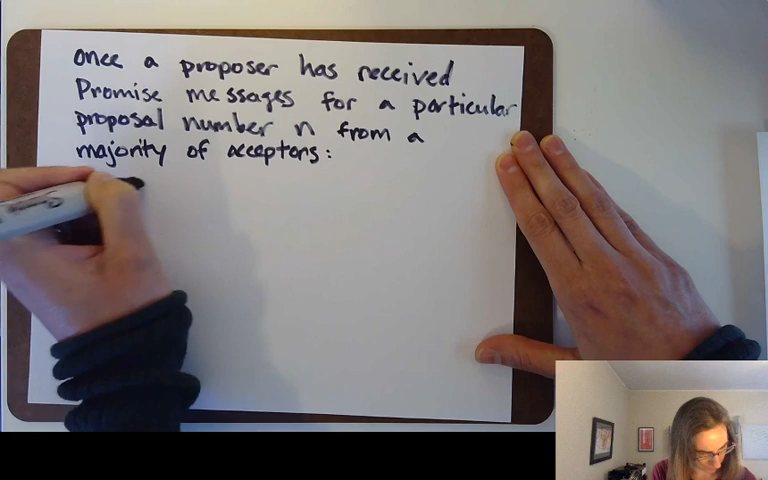 once a proposer has received
Promise messages for a particular
proposal number n from a
majority of acceptors: